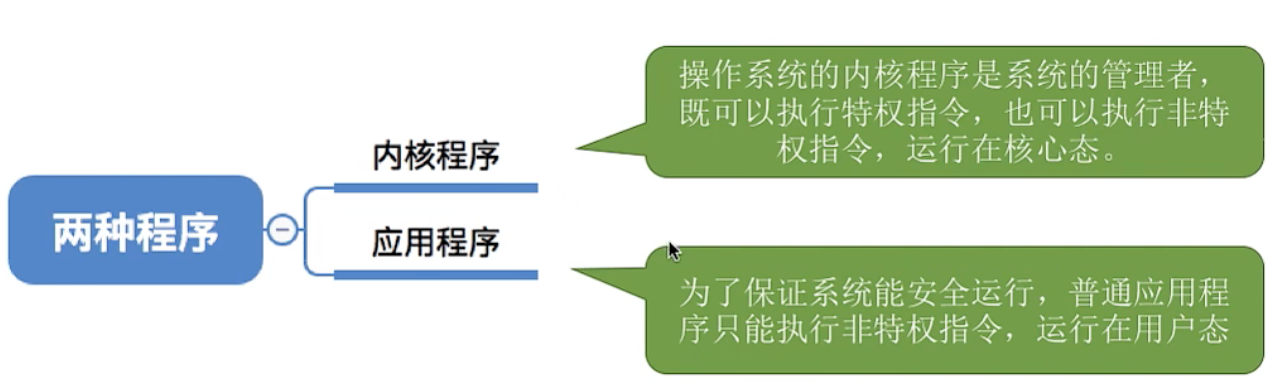 操作系统的内核程序是系统的管理者，
既可以执行特权指令，也可以执行非特
权指令，运行在核心态。
内核程序
两种程序
应用程序
为了保证系统能安全运行，普通应用程
序只能执行非特权指令，运行在用户态